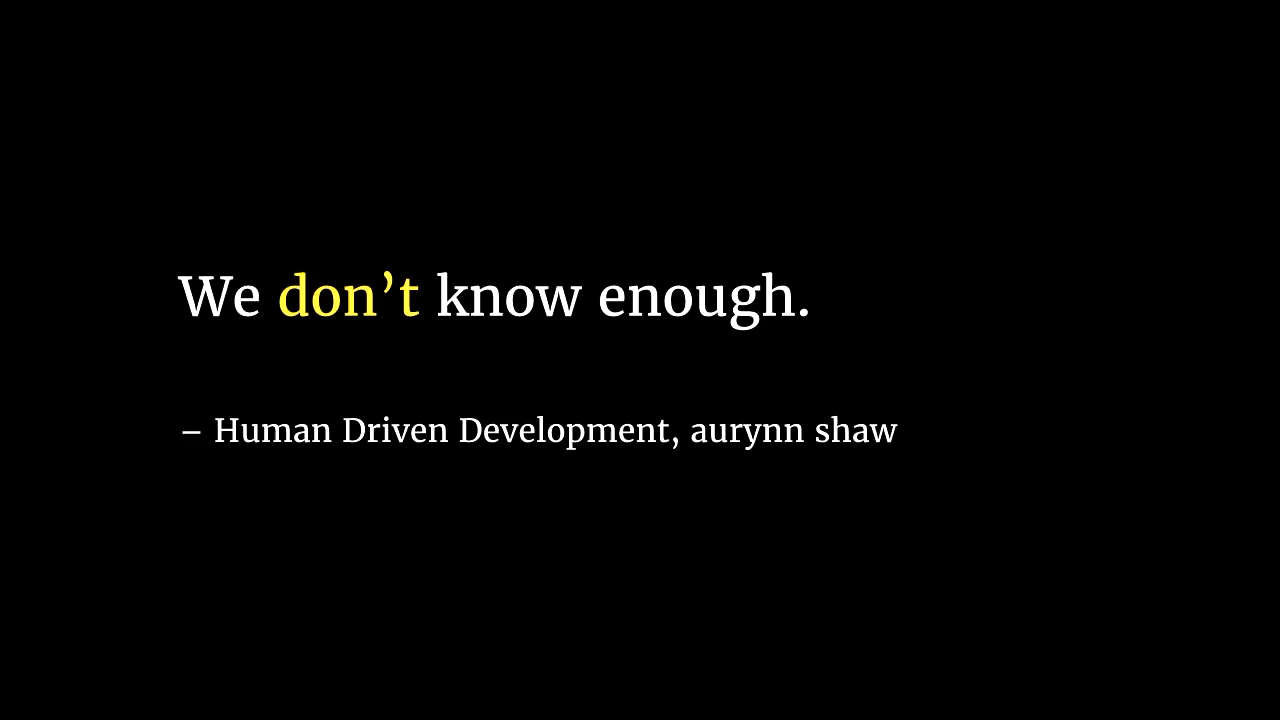 We don’t know enough.
– Human Driven Development, aurynn shaw